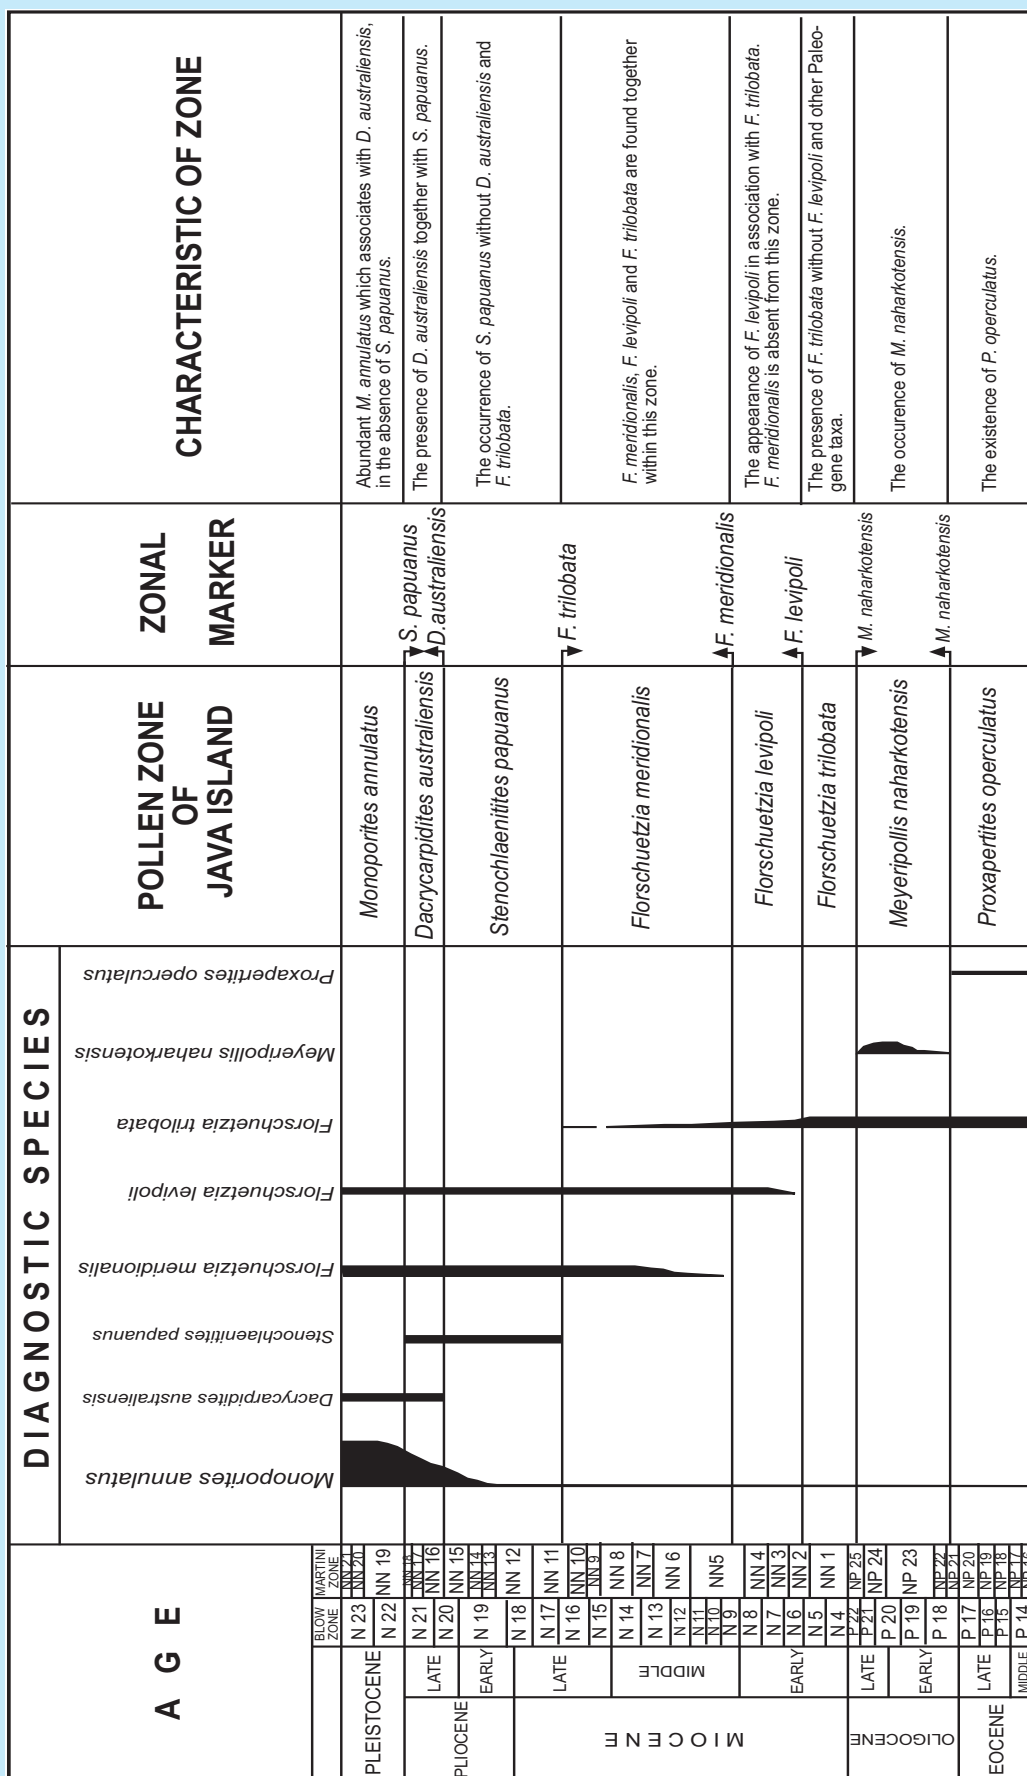 A G E
DIAGNOSTIC SPECIES
POLLEN ZONE
OF
JAVA ISLAND
ZONAL
MARKER
CHARACTERISTIC OF ZONE
BLOW
ZONE
MARTINI
ZONE
Monoporites annulatus
Dacrycarpidites australiensis
Stenochlaenitites papuanus
Florschuetzia meridionalis
Florschuetzia levipoli
Florschuetzia trilobata
Meyeripollis naharkotensis
Proxapertites operculatus
PLEISTOCENE
PLIOCENE
LATE
EARLY
MIOCENE
LATE
MIDDLE
EARLY
OLIGOCENE
LATE
EARLY
EOCENE
LATE
MIDDLE
N 23
N 22
N 21
N 20
N 19
N 18
N 17
N 16
N 15
N 14
N 13
N 12
N 11
N 10
N 9
N 8
N 7
N 6
N 5
N 4
P 22
P 21
P 20
P 19
P 18
P 17
P 16
P 15
P 14
NN 21
NN 20
NN 19
NN 18
NN 17
NN 16
NN 15
NN 14
NN 13
NN 12
NN 11
NN 10
NN 9
NN 8
NN 7
NN 6
NN5
NN 4
NN 3
NN 2
NN 1
NP 25
NP 24
NP 23
NP 22
NP 21
NP 20
NP 19
NP 18
NP 17
Monoporites annulatus
Dacrycarpidites australiensis
Stenochlaenitites papuanus
Florschuetzia meridionalis
Florschuetzia levipoli
Florschuetzia trilobata
Meyeripollis naharkotensis
Proxapertites operculatus
S. papuanus
D.australiensis
F. trilobata
F. meridionalis
F. levipoli
M. naharkotensis
M. naharkotensis
Abundant M. annulatus which associates with D. australiensis,
in the absence of S. papuanus.
The presence of D. australiensis together with S. papuanus.
The occurrence of S. papuanus without D. australiensis and
F. trilobata.
F. meridionalis, F. levipoli and F. trilobata are found together
within this zone.
The appearance of F. levipoli in association with F. trilobata.
F. meridionalis is absent from this zone.
The presence of F. trilobata without F. levipoli and other Paleo-
gene taxa.
The occurence of M. naharkotensis.
The existence of P. operculatus.